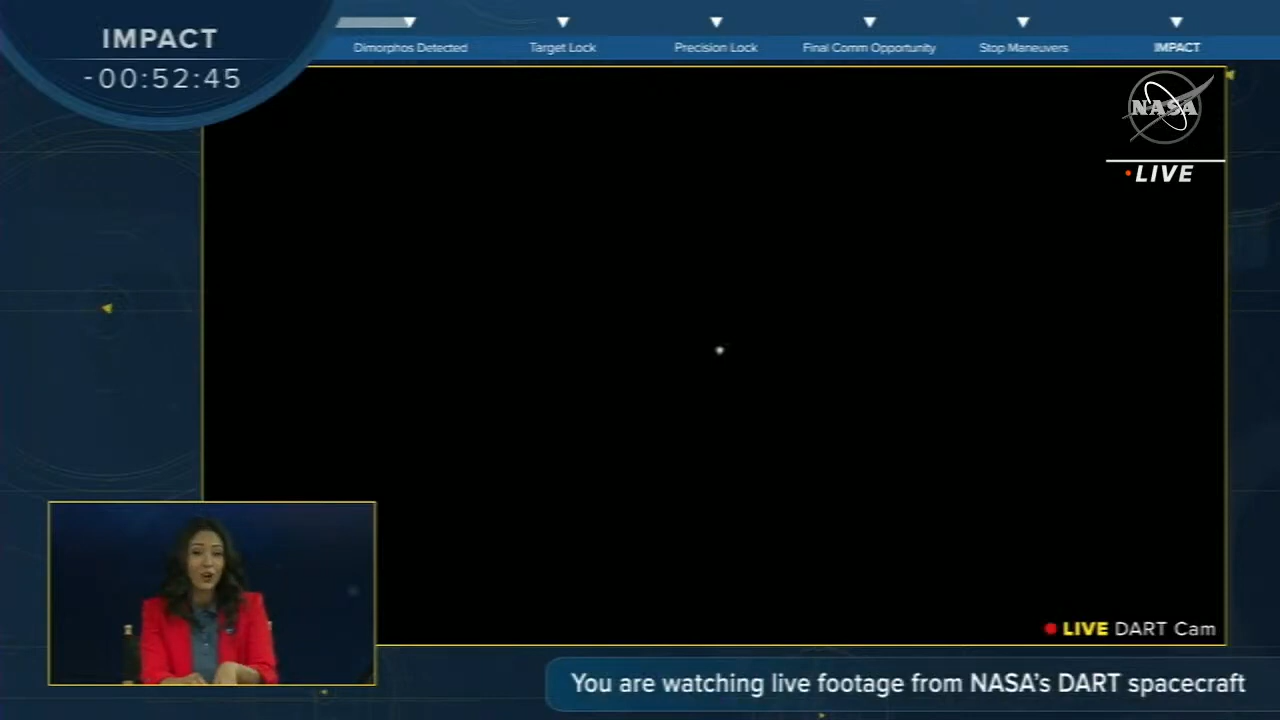 IMPACT
-00:52:45
Dimorphos Detected
Target Lock
Precision Lock
Final Comm Opportunity
Stop Maneuvers
IMPACT
NASA
LIVE
LIVE DART Cam
You are watching live footage from NASA's DART spacecraft